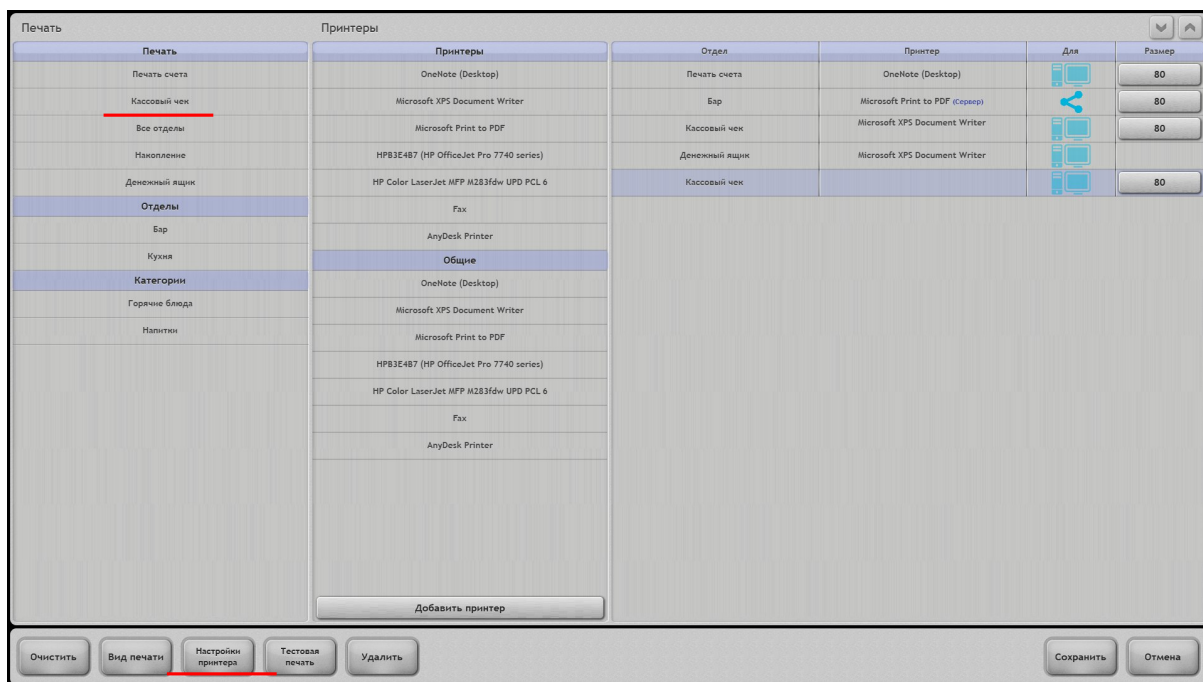 Печать
Принтеры
Печать
Печать счета
Кассовый чек
Все отделы
Накопление
Денежный ящик
Отделы
Бар
Кухня
Категории
Горячие блюда
Напитки
Принтеры
OneNote (Desktop)
Microsoft XPS Document Writer
Microsoft Print to PDF
HPB3E4B7 (HP OfficeJet Pro 7740 series)
HP Color LaserJet MFP M283fdw UPD PCL 6
Fax
AnyDesk Printer
Общие
OneNote (Desktop)
Microsoft XPS Document Writer
Microsoft Print to PDF
HPB3E4B7 (HP OfficeJet Pro 7740 series)
HP Color LaserJet MFP M283fdw UPD PCL 6
Fax
AnyDesk Printer
Добавить принтер
Отдел Принтер Для Размер
Печать счета OneNote (Desktop) 80
Бар Microsoft Print to PDF (Сервер) 80
Кассовый чек Microsoft XPS Document Writer 80
Денежный ящик Microsoft XPS Document Writer
Кассовый чек 80
Очистить
Вид печати
Настройки
принтера
Тестовая
печать
Удалить
Сохранить
Отмена